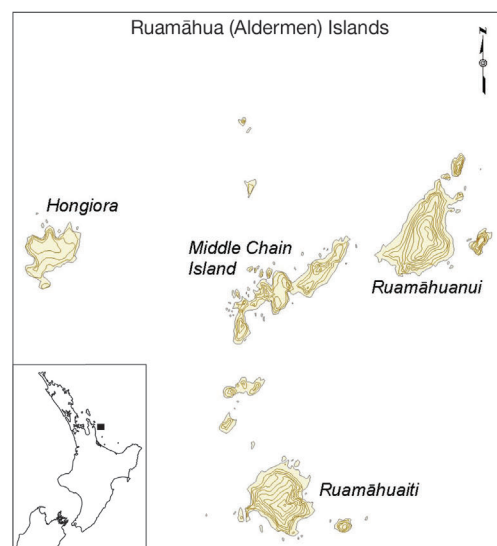 Ruamāhua (Aldermen) Islands
N
Hongiora
Middle Chain
Island
Ruamāhuanui
Ruamāhuaiti